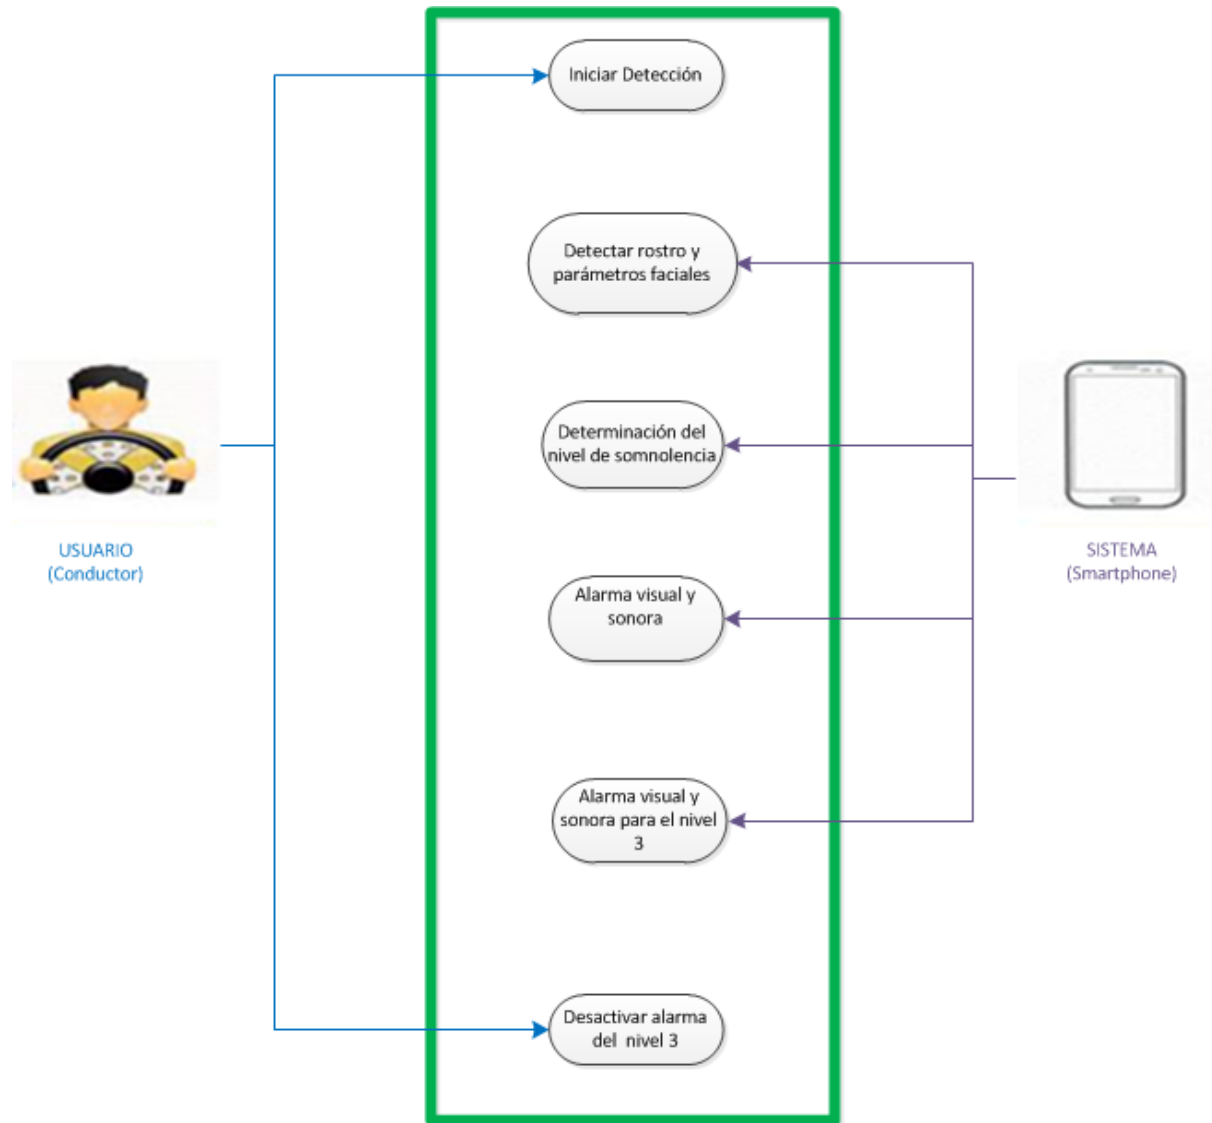 Iniciar Detección
Detectar rostro y
parámetros faciales
Determinación del
nivel de somnolencia
USUARIO
(Conductor)
SISTEMA
(Smartphone)
Alarma visual y
sonora
Alarma visual y
sonora para el nivel
3
Desactivar alarma
del nivel 3